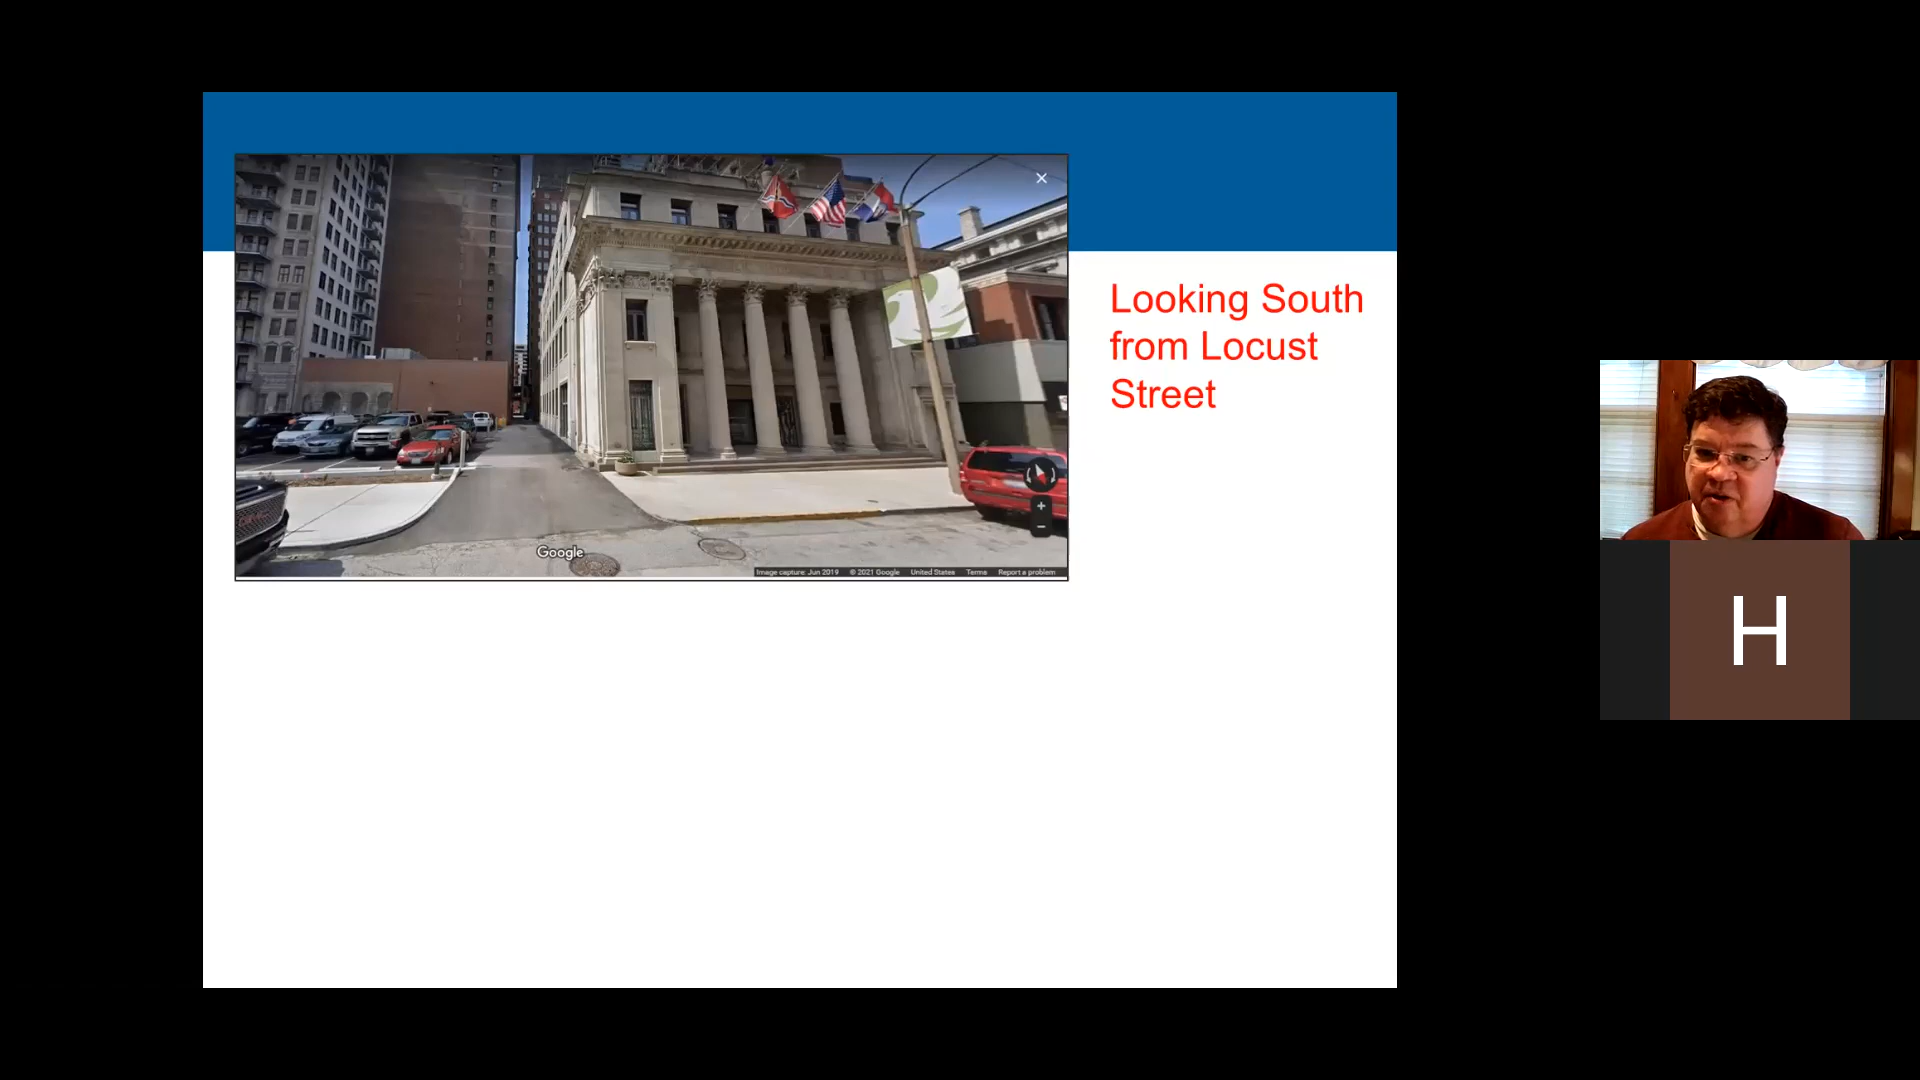 Looking South
from Locust
Street
Google
Image capture: Jun 2019 © 2021 Google United States Terms Report a problem
H